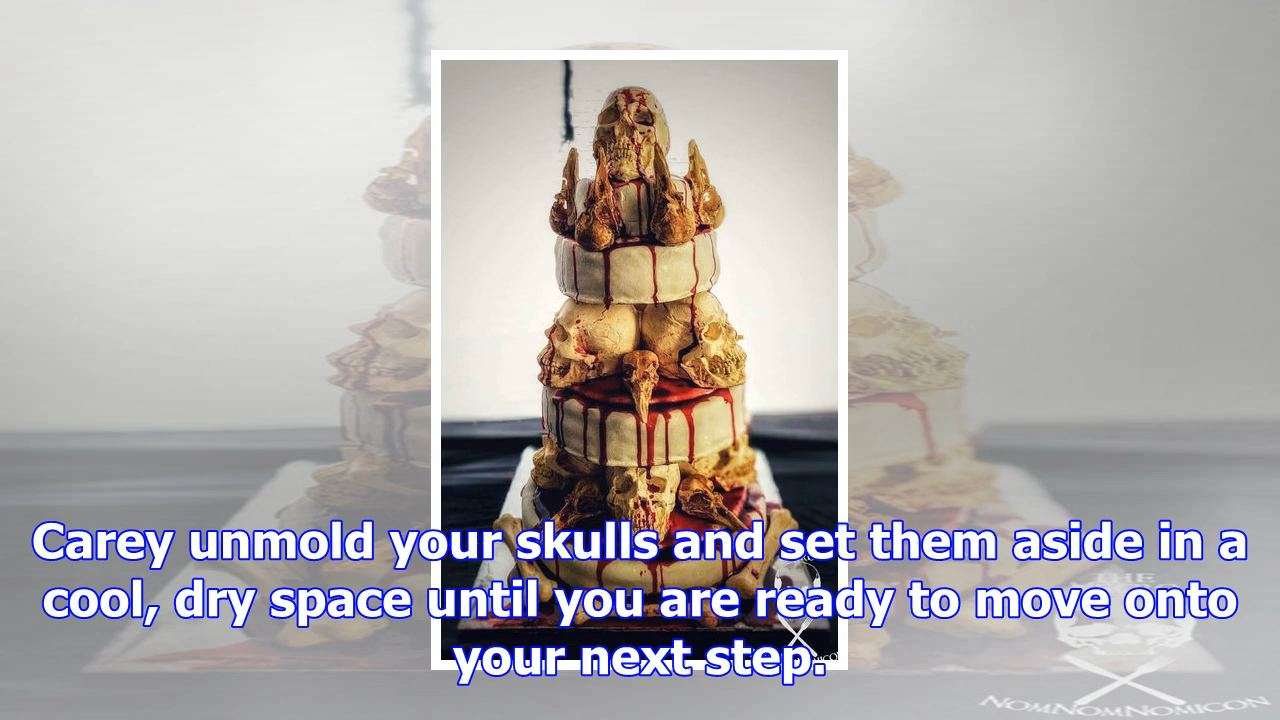 Carey unmold your skulls and set them aside in a
cool, dry space until you are ready to move onto
your next step.
THE
NOMNOMNOMICON